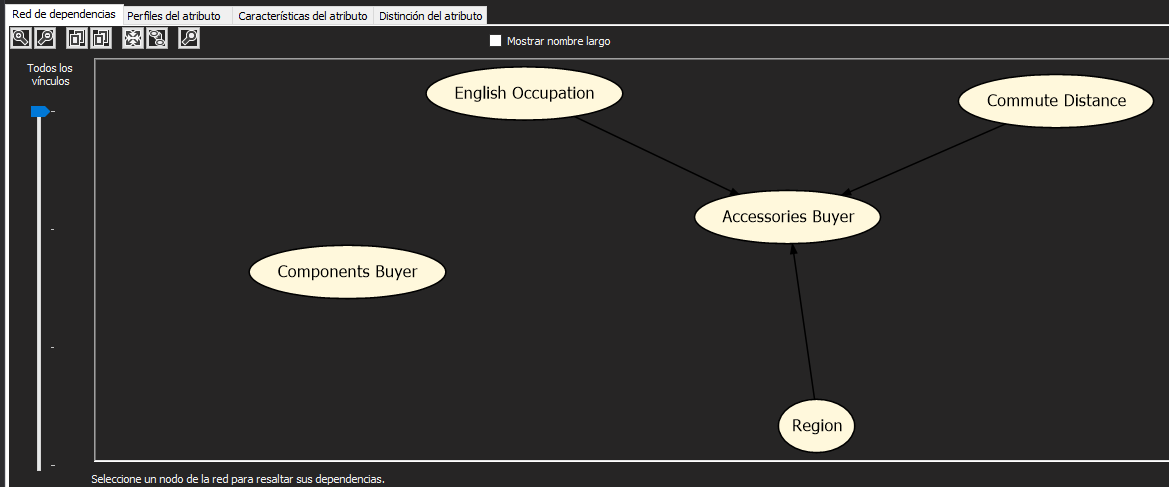 Red de dependencias Perfiles del atributo Características del atributo Distinción del atributo
Mostrar nombre largo
Todos los
vínculos
English Occupation
Commute Distance
Accessories Buyer
Components Buyer
Region
Seleccione un nodo de la red para resaltar sus dependencias.